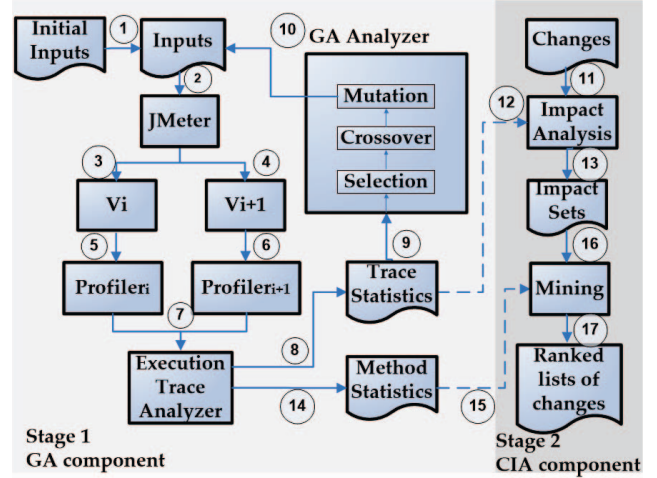 Initial
Inputs
1
Inputs
2
JMeter
3
4
Vi
Vi+1
5
6
Profileri
Profileri+1
7
Execution
Trace
Analyzer
8
14
10
GA Analyzer
Mutation
Crossover
Selection
9
Trace
Statistics
Method
Statistics
12
15
Changes
11
Impact
Analysis
13
Impact
Sets
16
Mining
17
Ranked
lists of
changes
Stage 1
GA component
Stage 2
CIA component